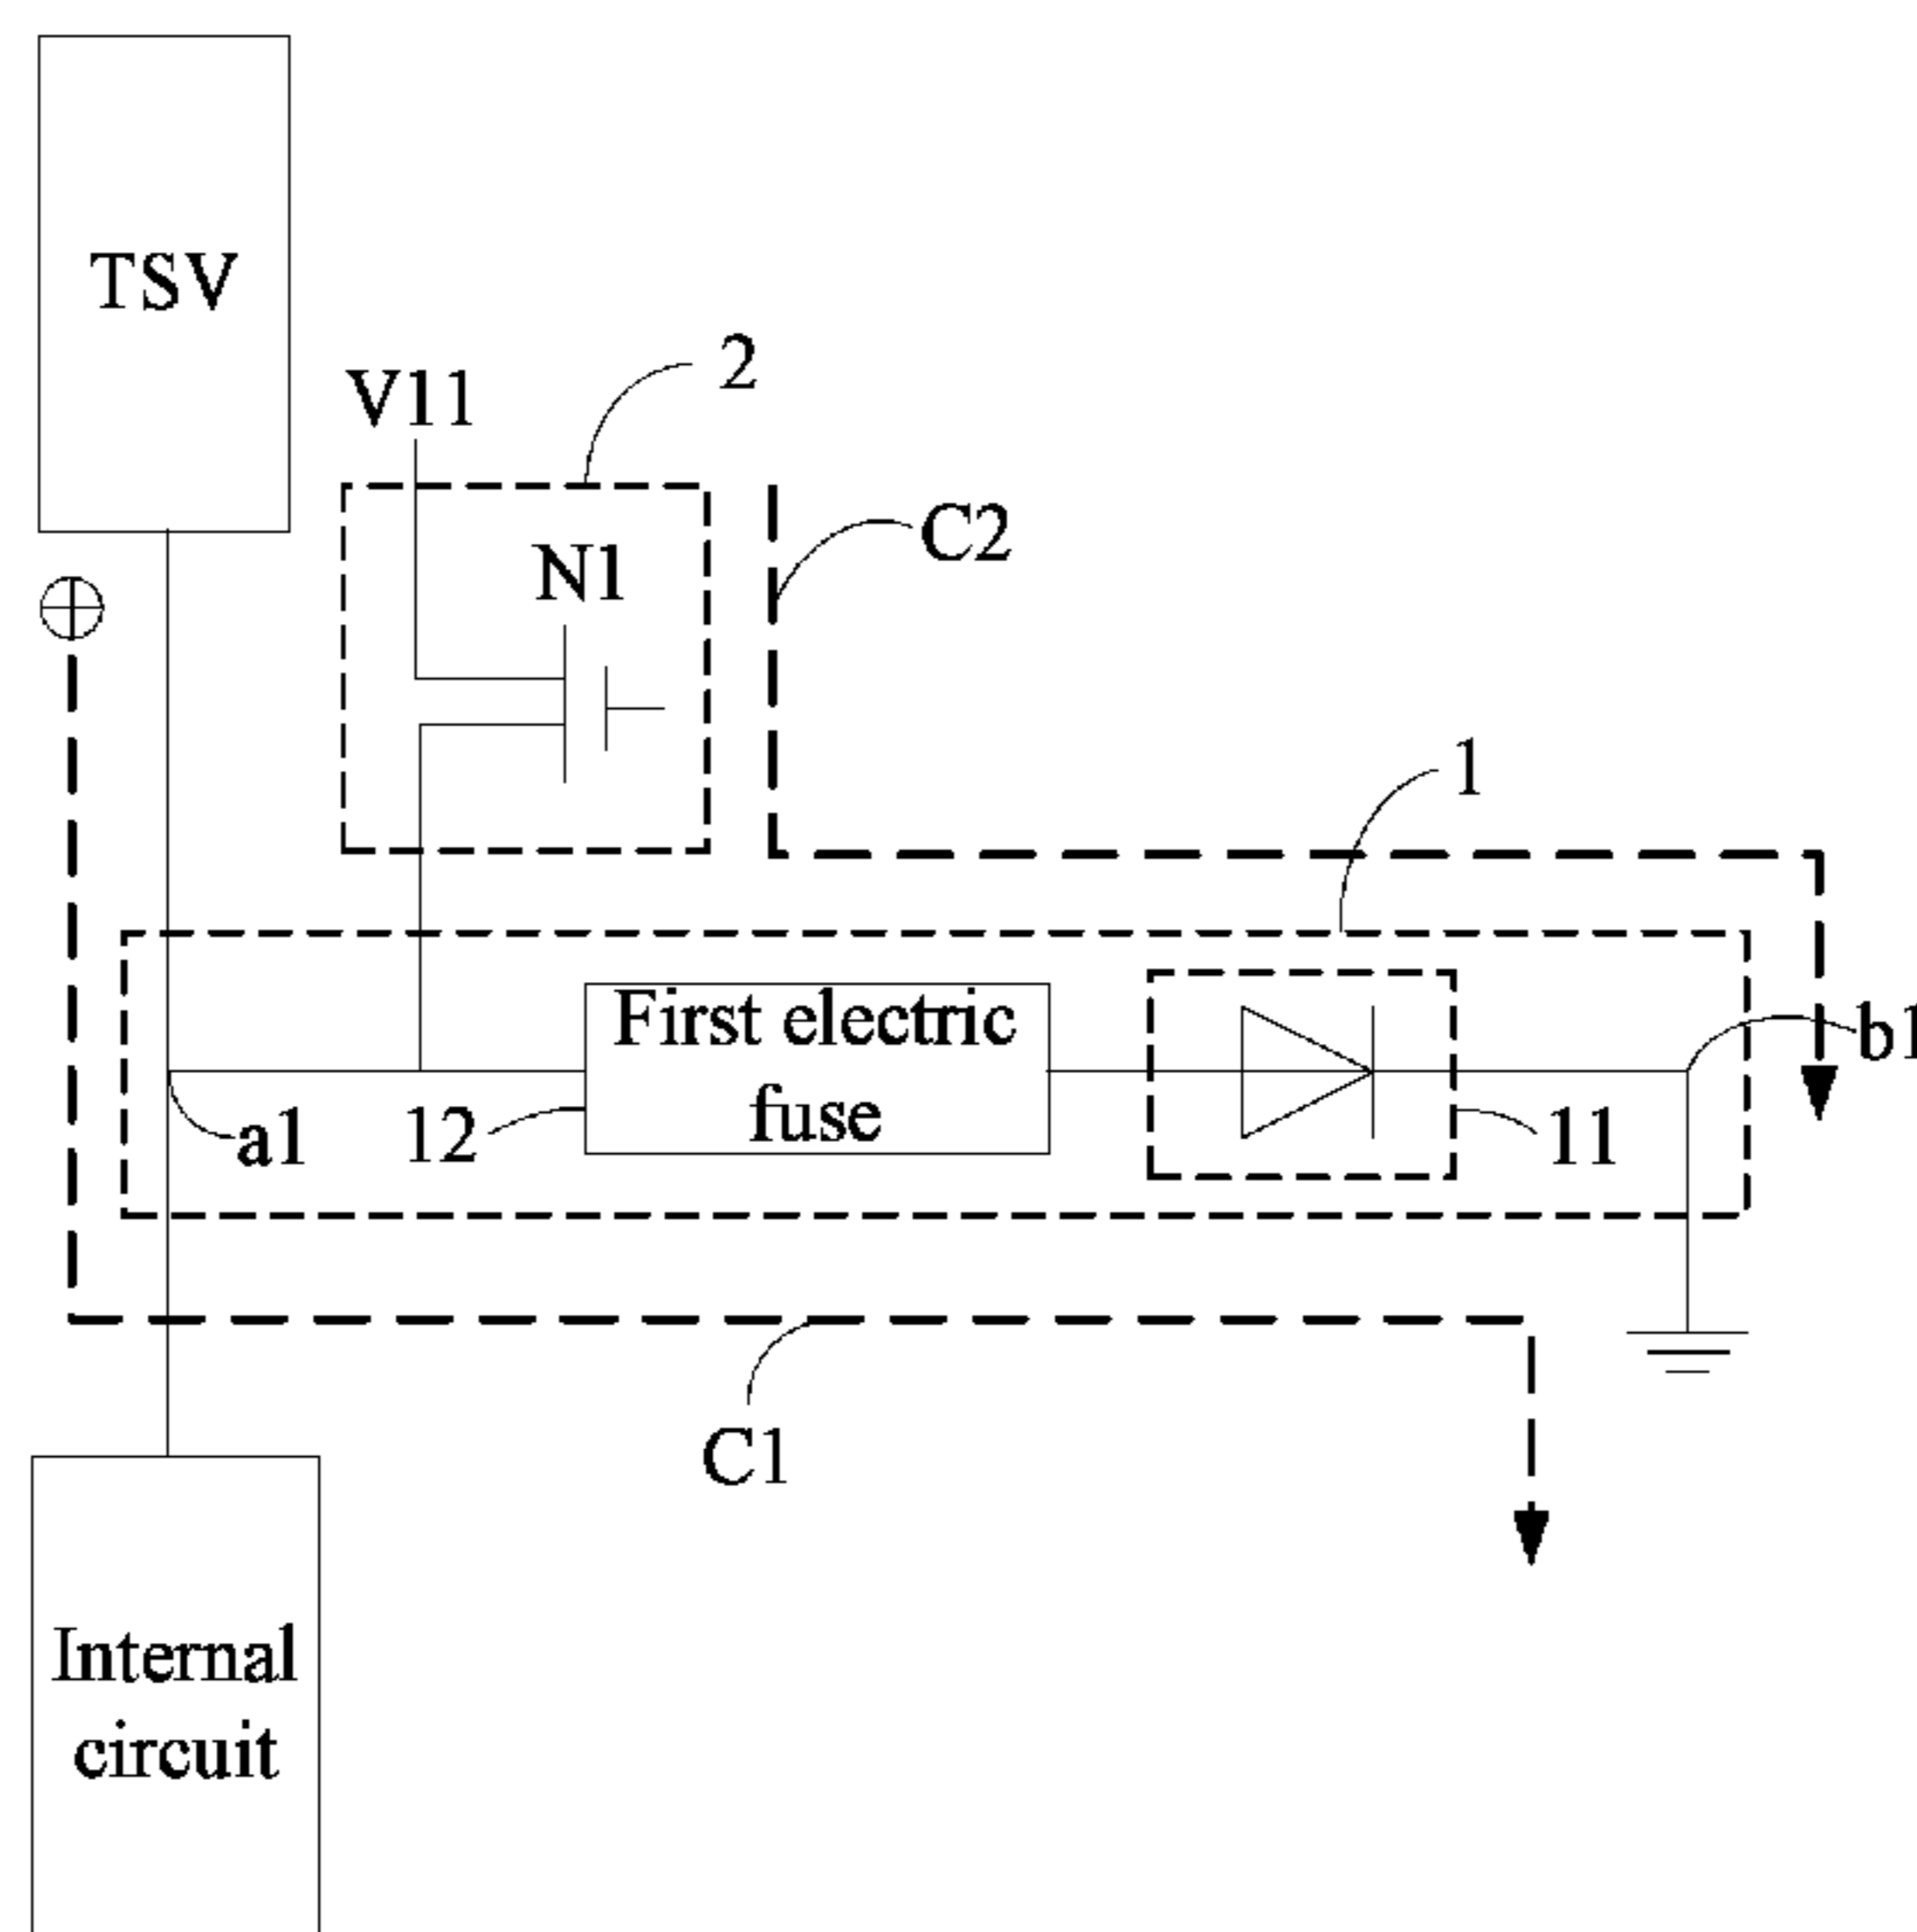 TSV
V11
2
C2
N1
1
First electric
fuse
b1
a1
12
11
C1
Internal
circuit